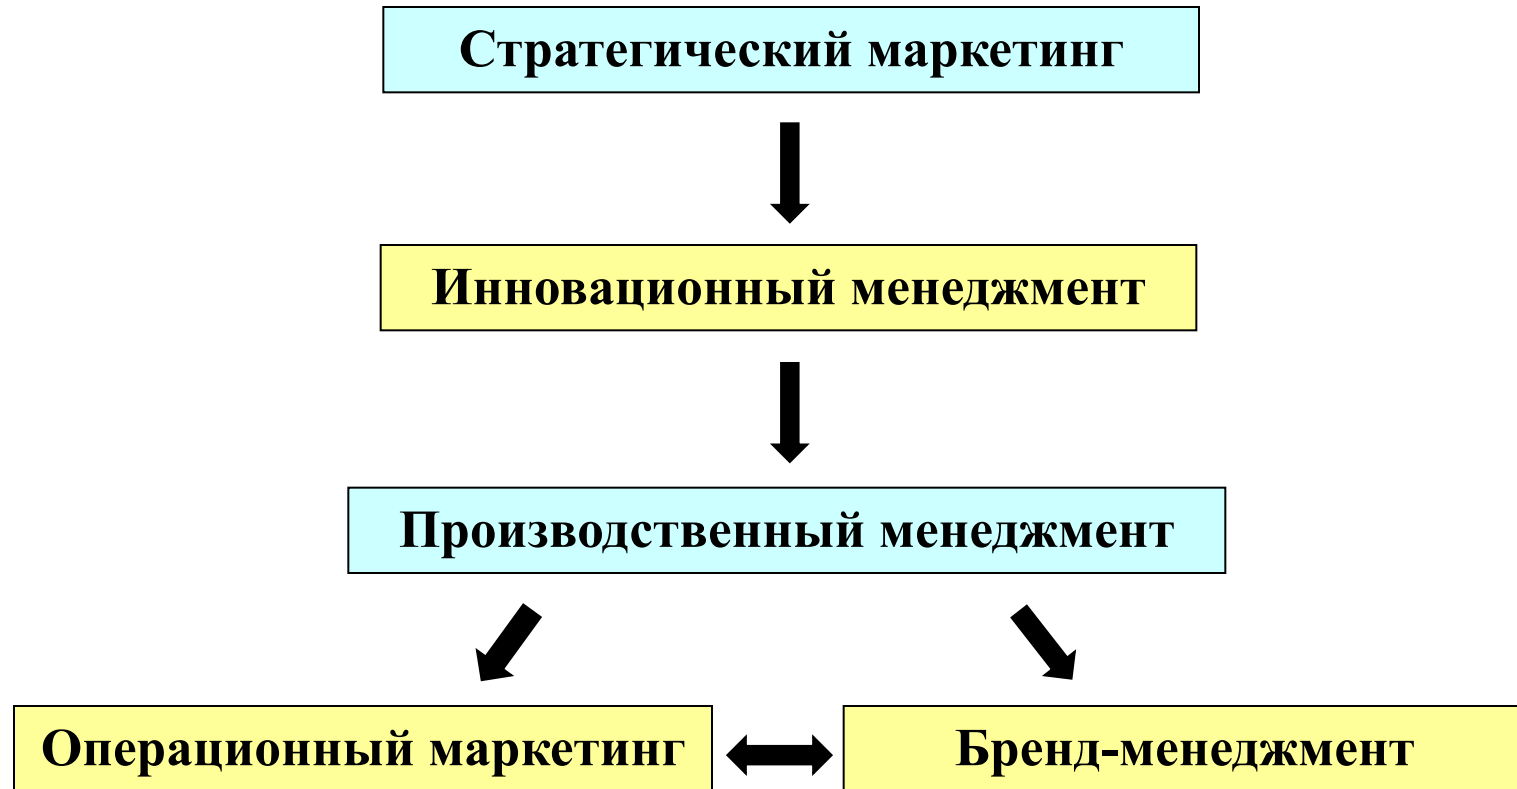 Стратегический маркетинг
Инновационный менеджмент
Производственный менеджмент
Операционный маркетинг
Бренд-менеджмент